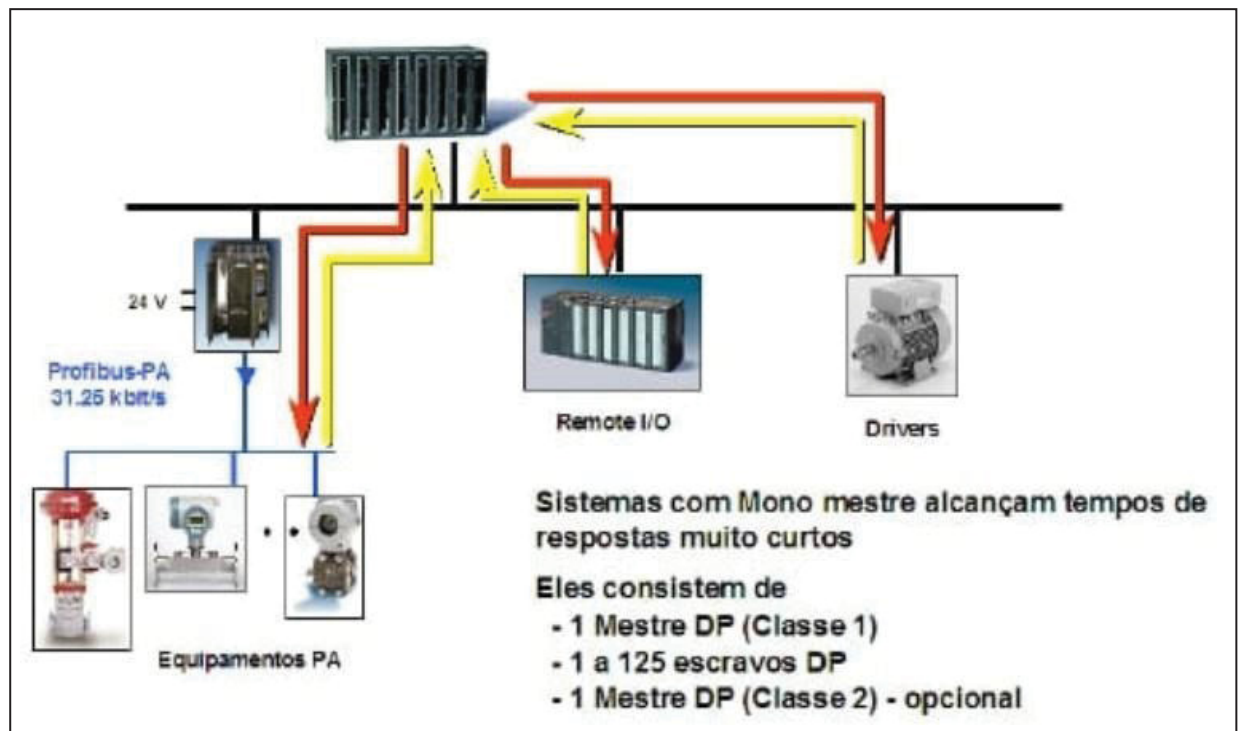 24 V
Profibus-PA
31.25 kbit/s
Remote I/O
Drivers
Equipamentos PA
Sistemas com Mono mestre alcançam tempos de
respostas muito curtos
Eles consistem de
- 1 Mestre DP (Classe 1)
- 1 a 125 escravos DP
- 1 Mestre DP (Classe 2) - opcional